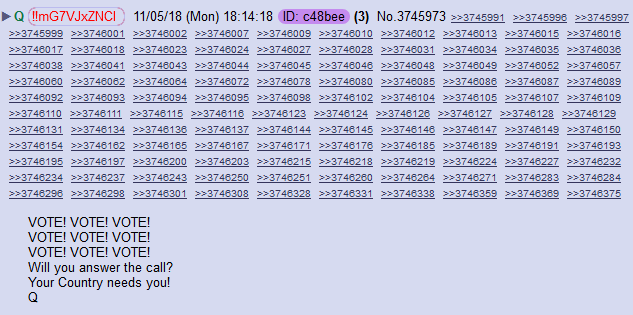 ▶ Q !!mG7VJxZNCI 11/05/18 (Mon) 18:14:18 ID: c48bee (3) No.3745973 >>3745991 >>3745996 >>3745997
>>3745999 >>3746001 >>3746002 >>3746007 >>3746009 >>3746010 >>3746012 >>3746013 >>3746015 >>3746016
>>3746017 >>3746018 >>3746023 >>3746024 >>3746027 >>3746028 >>3746031 >>3746034 >>3746035 >>3746036
>>3746038 >>3746040 >>3746043 >>3746044 >>3746045 >>3746046 >>3746048 >>3746049 >>3746052 >>3746057
>>3746060 >>3746062 >>3746064 >>3746072 >>3746078 >>3746080 >>3746085 >>3746086 >>3746087 >>3746089
>>3746092 >>3746093 >>3746094 >>3746095 >>3746098 >>3746102 >>3746104 >>3746105 >>3746107 >>3746109
>>3746110 >>3746111 >>3746115 >>3746116 >>3746123 >>3746124 >>3746126 >>3746127 >>3746128 >>3746129
>>3746131 >>3746134 >>3746136 >>3746137 >>3746144 >>3746145 >>3746146 >>3746147 >>3746149 >>3746150
>>3746154 >>3746162 >>3746165 >>3746167 >>3746171 >>3746176 >>3746185 >>3746189 >>3746191 >>3746193
>>3746195 >>3746197 >>3746200 >>3746203 >>3746215 >>3746218 >>3746219 >>3746224 >>3746227 >>3746232
>>3746234 >>3746237 >>3746243 >>3746250 >>3746251 >>3746260 >>3746264 >>3746271 >>3746283 >>3746284
>>3746296 >>3746298 >>3746301 >>3746308 >>3746328 >>3746331 >>3746338 >>3746359 >>3746369 >>3746375
VOTE! VOTE! VOTE!
VOTE! VOTE! VOTE!
VOTE! VOTE! VOTE!
Will you answer the call?
Your Country needs you!
Q